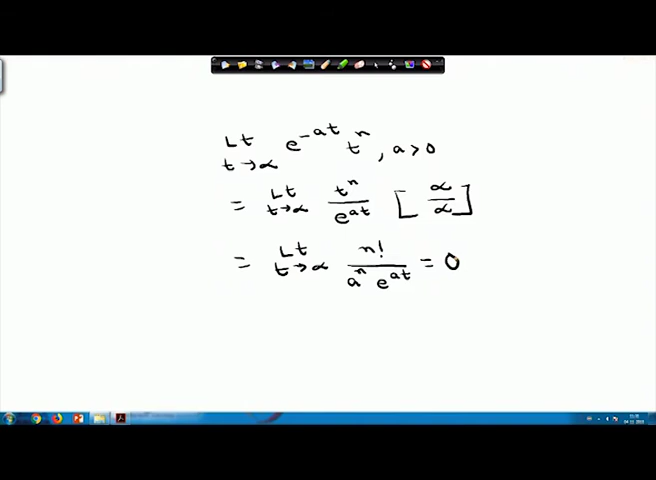 Lt t→∝ e^{-at} t^n, a>0
= Lt t→∝ t^n / e^{at} [∝/∝]
= Lt t→∝ n! / a^n e^{at} = 0